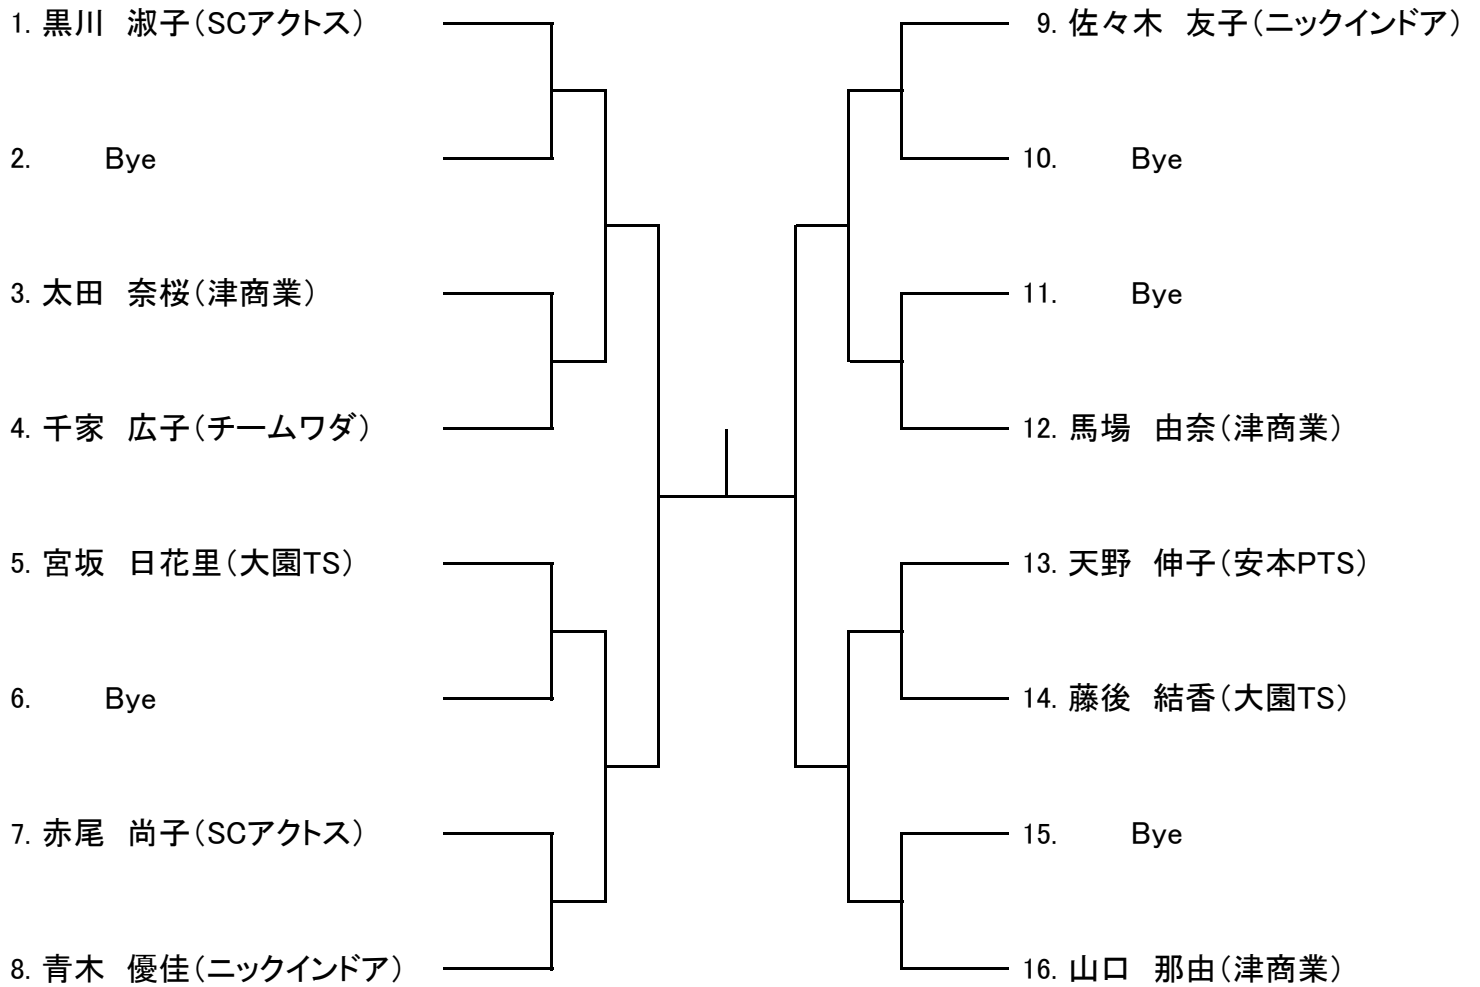 1. 黒川　淑子（SCアクトス）
2. Bye
3. 太田　奈桜（津商業）
4. 千家　広子（チームワダ）
5. 宮坂　日花里（大園TS）
6. Bye
7. 赤尾　尚子（SCアクトス）
8. 青木　優佳（ニックインドア）
9. 佐々木　友子（ニックインドア）
10. Bye
11. Bye
12. 馬場　由奈（津商業）
13. 天野　伸子（安本PTS）
14. 藤後　結香（大園TS）
15. Bye
16. 山口　那由（津商業）